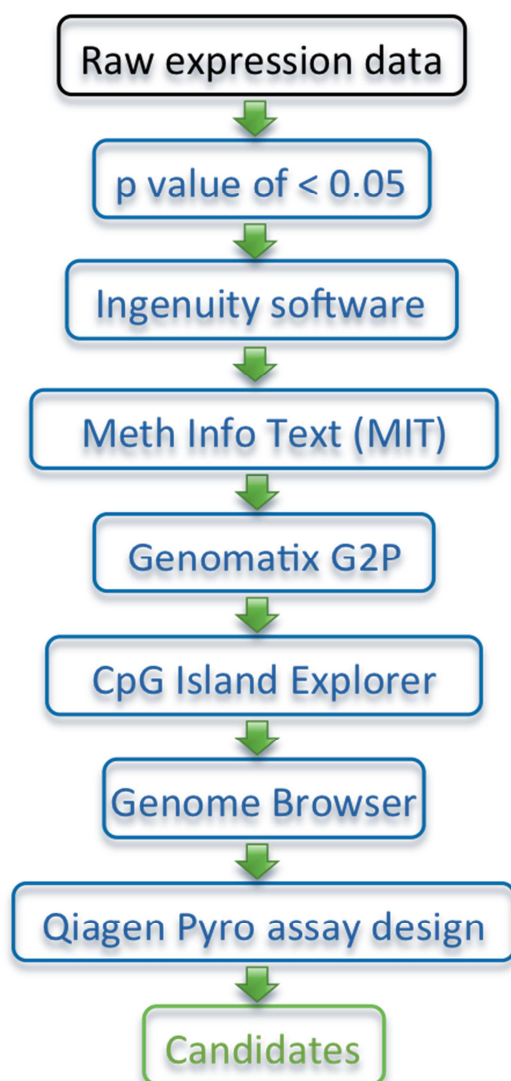 Raw expression data
p value of < 0.05
Ingenuity software
Meth Info Text (MIT)
Genomatix G2P
CpG Island Explorer
Genome Browser
Qiagen Pyro assay design
Candidates